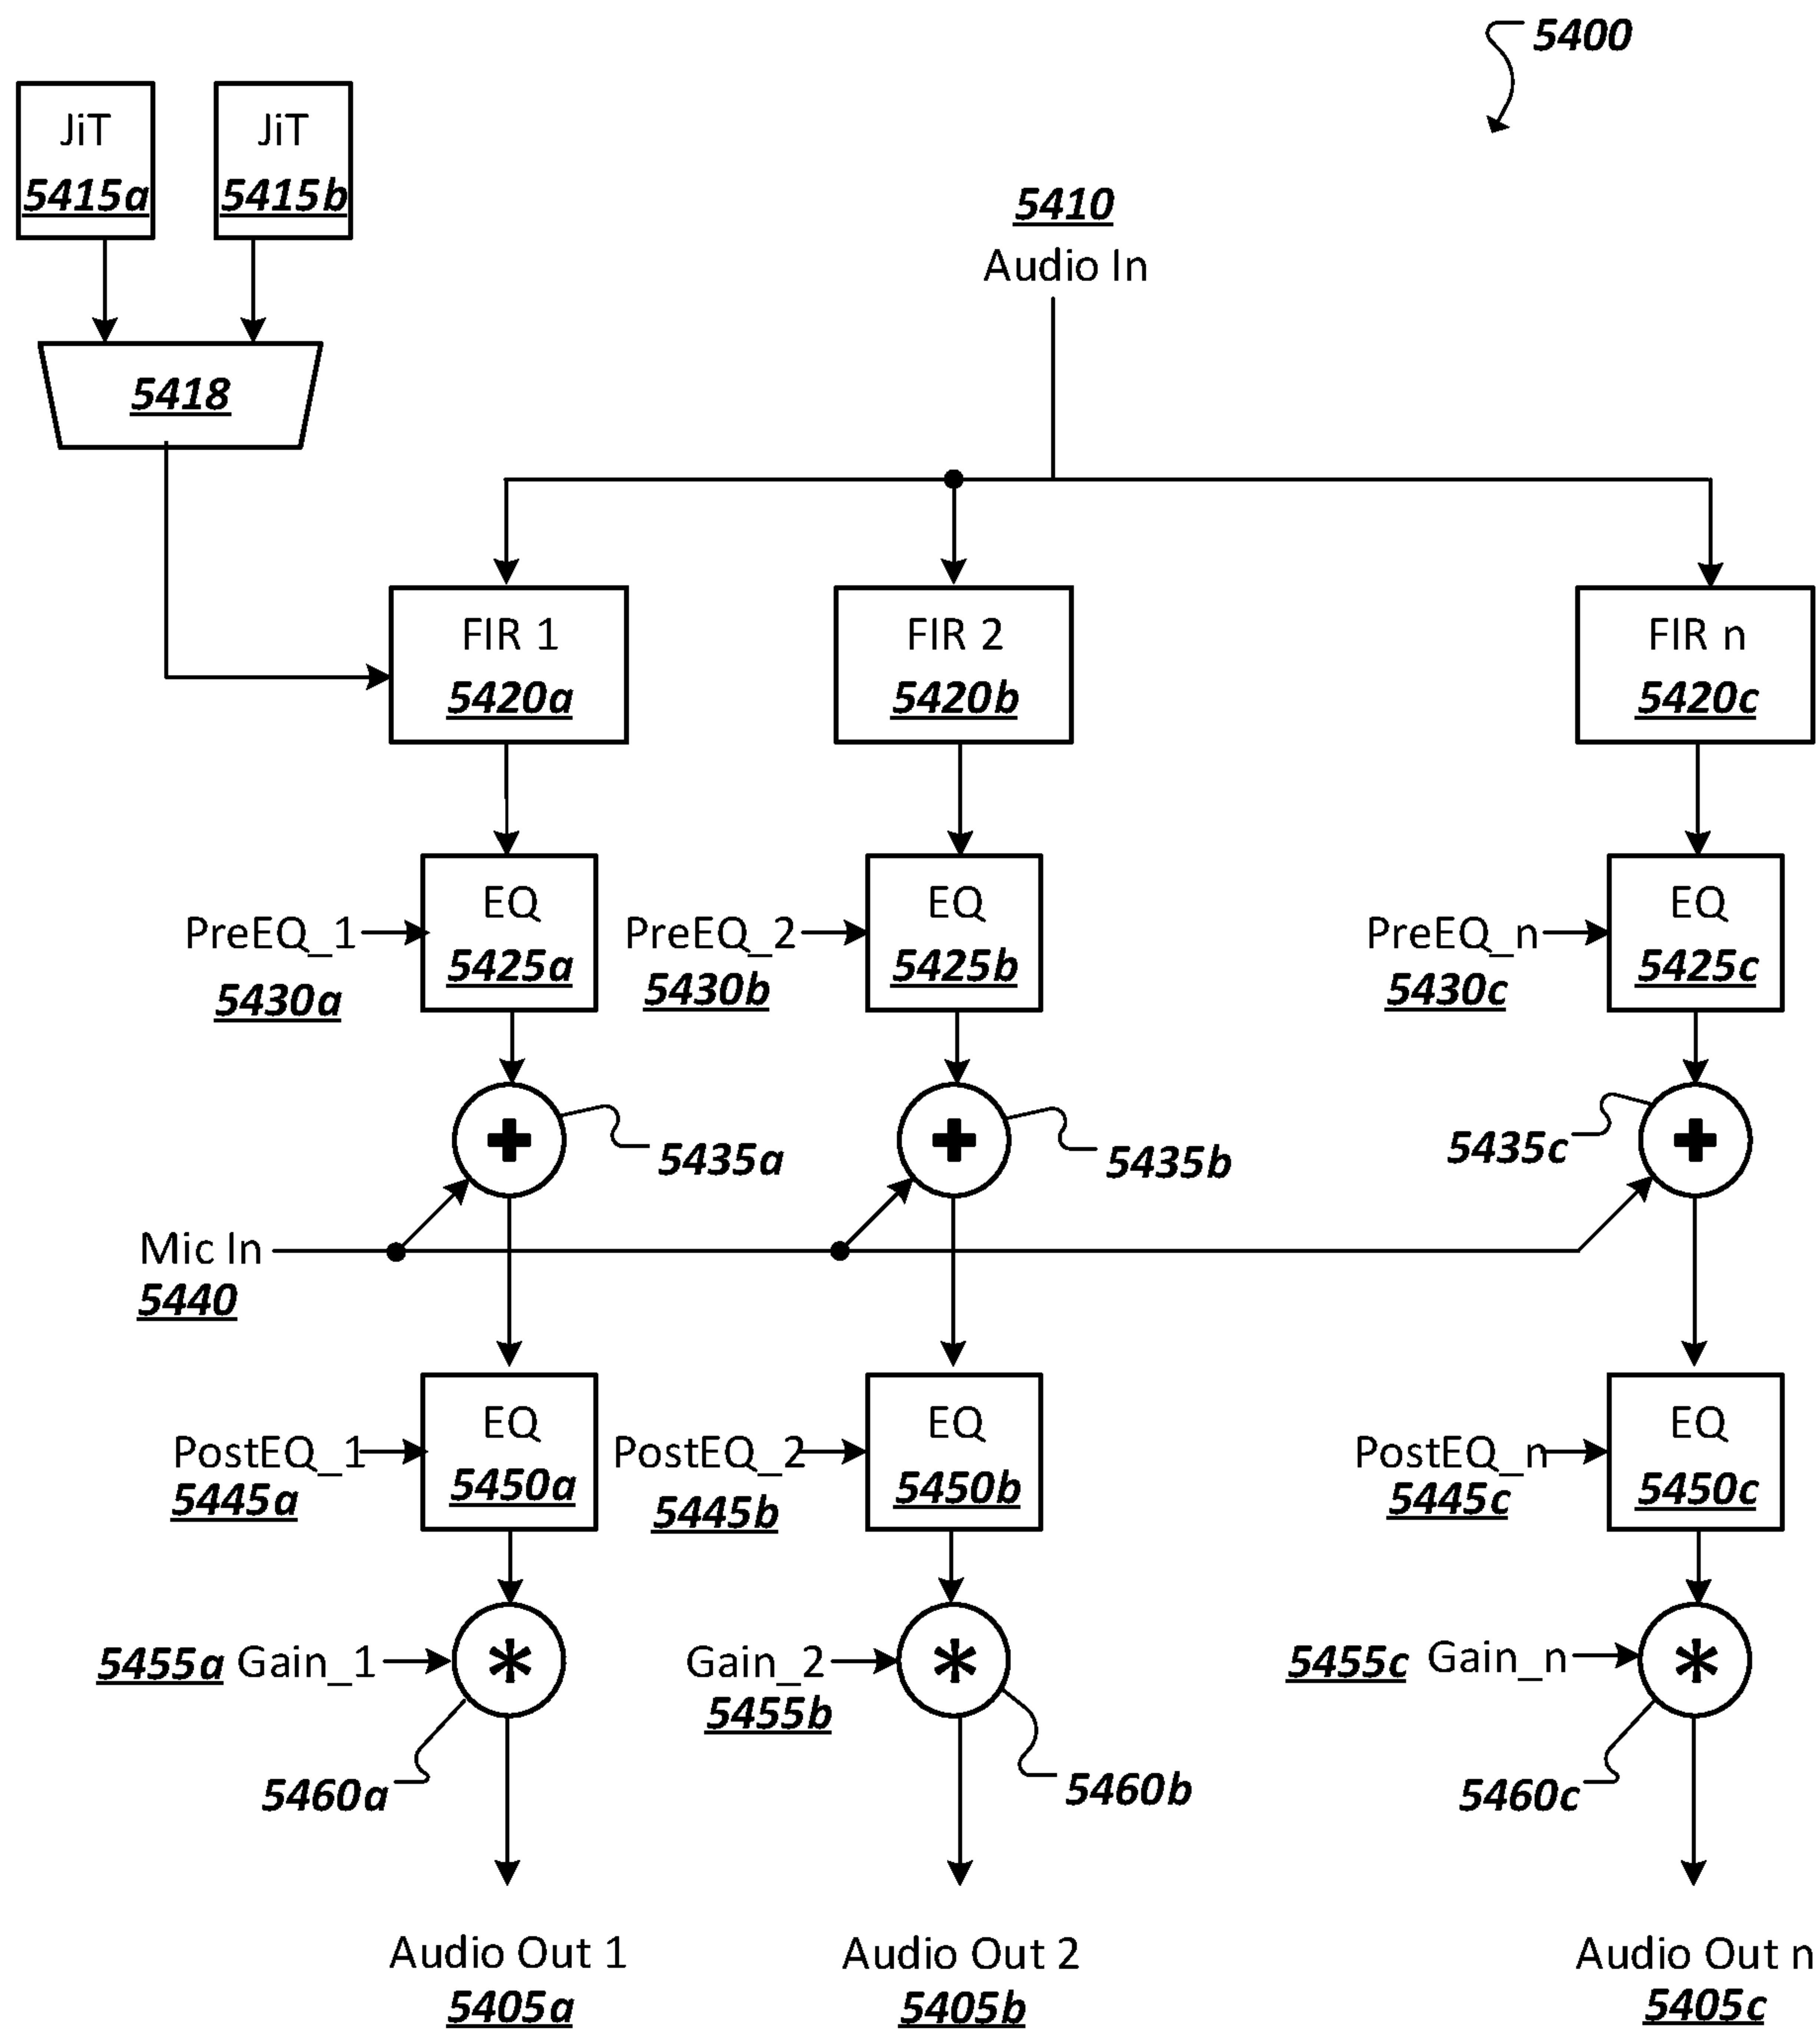 5400
JiT
5415a
JiT
5415b
5410
Audio In
5418
FIR 1
5420a
FIR 2
5420b
FIR n
5420c
PreEQ_1
5430a
EQ
5425a
PreEQ_2
5430b
EQ
5425b
PreEQ_n
5430c
EQ
5425c
+
5435a
+
5435b
5435c
+
Mic In
5440
PostEQ_1
5445a
EQ
5450a
PostEQ_2
5445b
EQ
5450b
PostEQ_n
5445c
EQ
5450c
5455a Gain_1
*
5460a
Gain_2
5455b
*
5460b
5455c Gain_n
*
5460c
Audio Out 1
5405a
Audio Out 2
5405b
Audio Out n
5405c